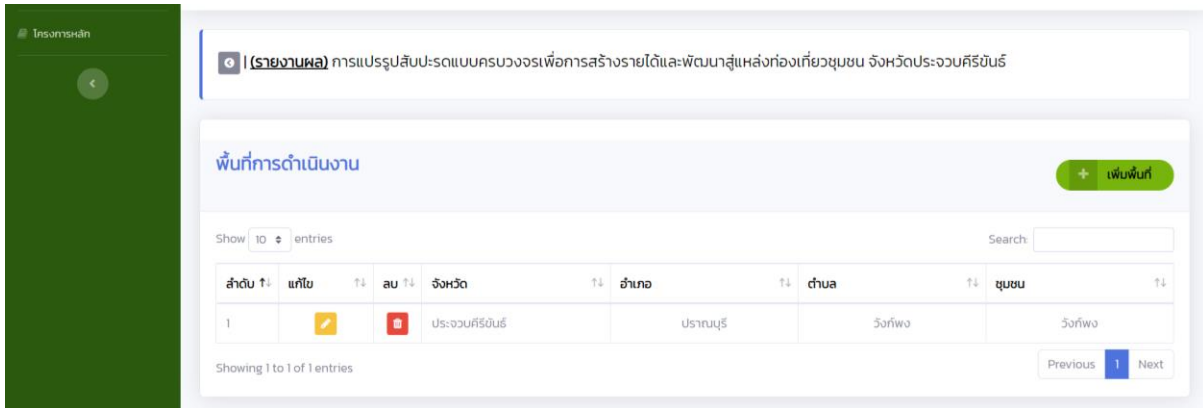 โครงการหลัก
| (รายงานผล) การแปรรูปสับปะรดแบบครบวงจรเพื่อการสร้างรายได้และพัฒนาสู่แหล่งท่องเที่ยวชุมชน จังหวัดประจวบคีรีขันธ์
พื้นที่การดำเนินงาน
+ เพิ่มพื้นที่
Show 10 entries
Search:
ลำดับ แก้ไข ลบ จังหวัด อำเภอ ตำบล ชุมชน
1 ประจวบคีรีขันธ์ ปราณบุรี วังก์พง วังก์พง
Showing 1 to 1 of 1 entries
Previous 1 Next